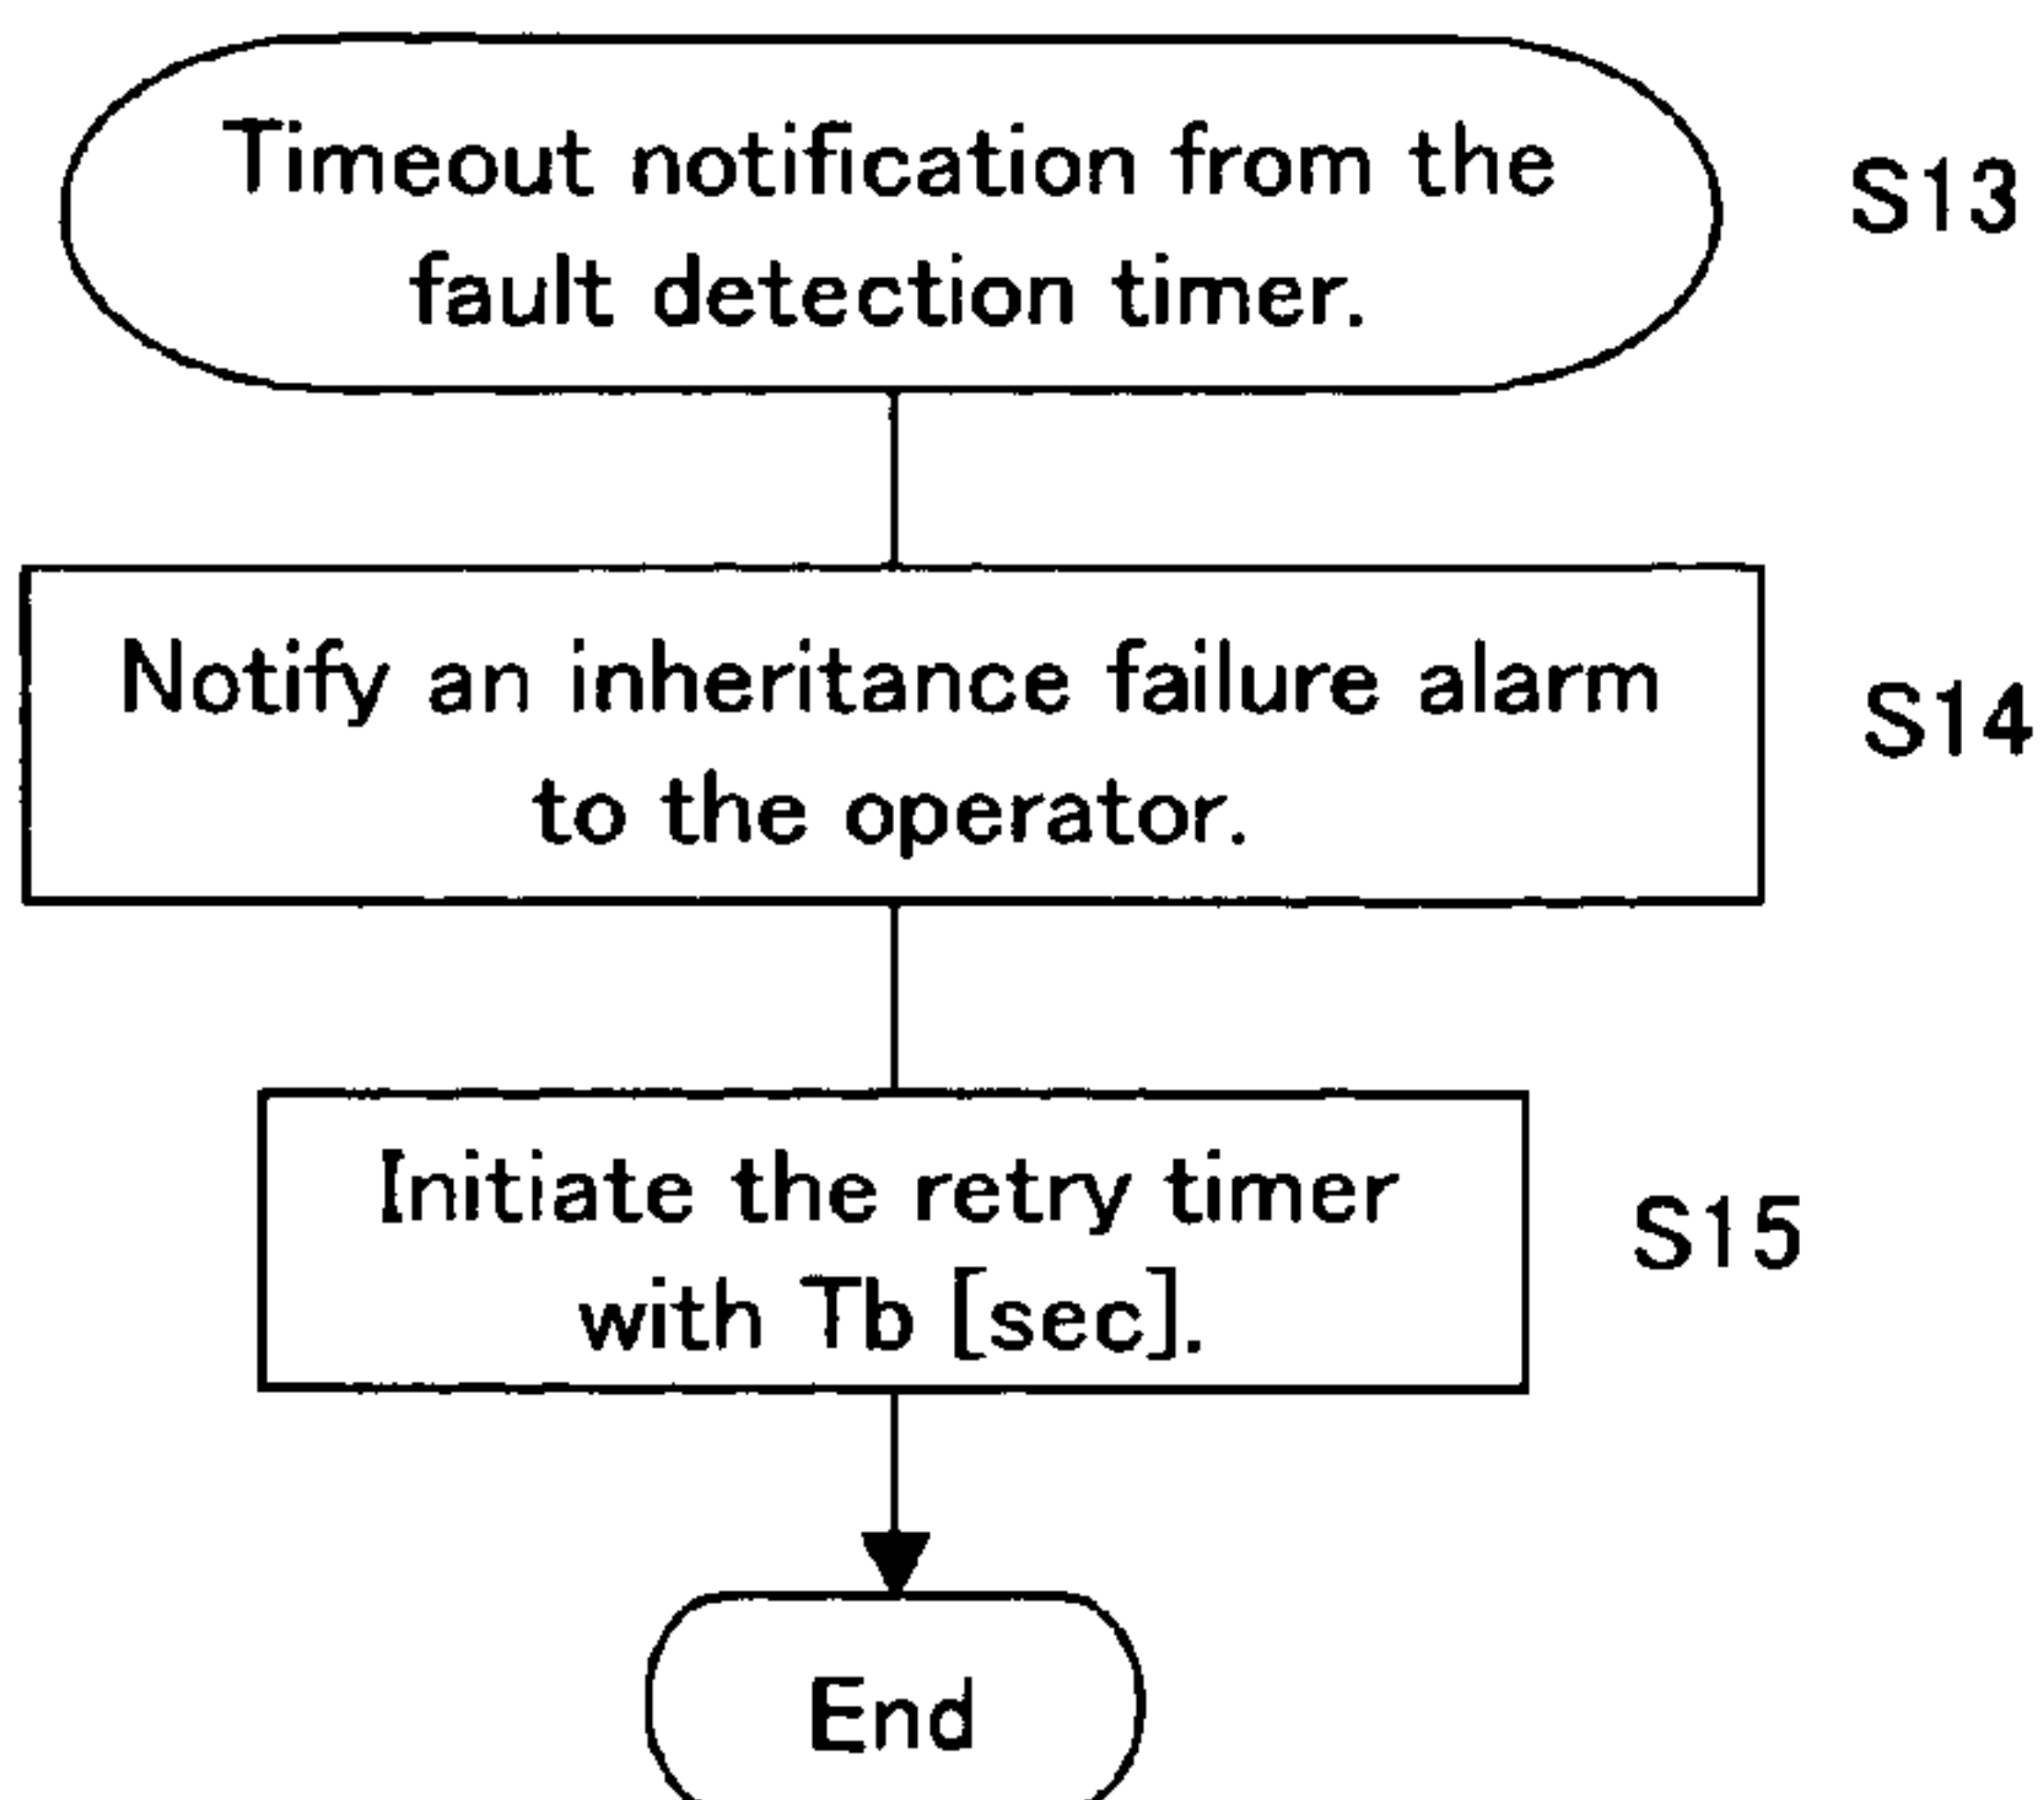 Timeout notification from the
fault detection timer.
S13
Notify an inheritance failure alarm
to the operator.
S14
Initiate the retry timer
with Tb [sec].
S15
End